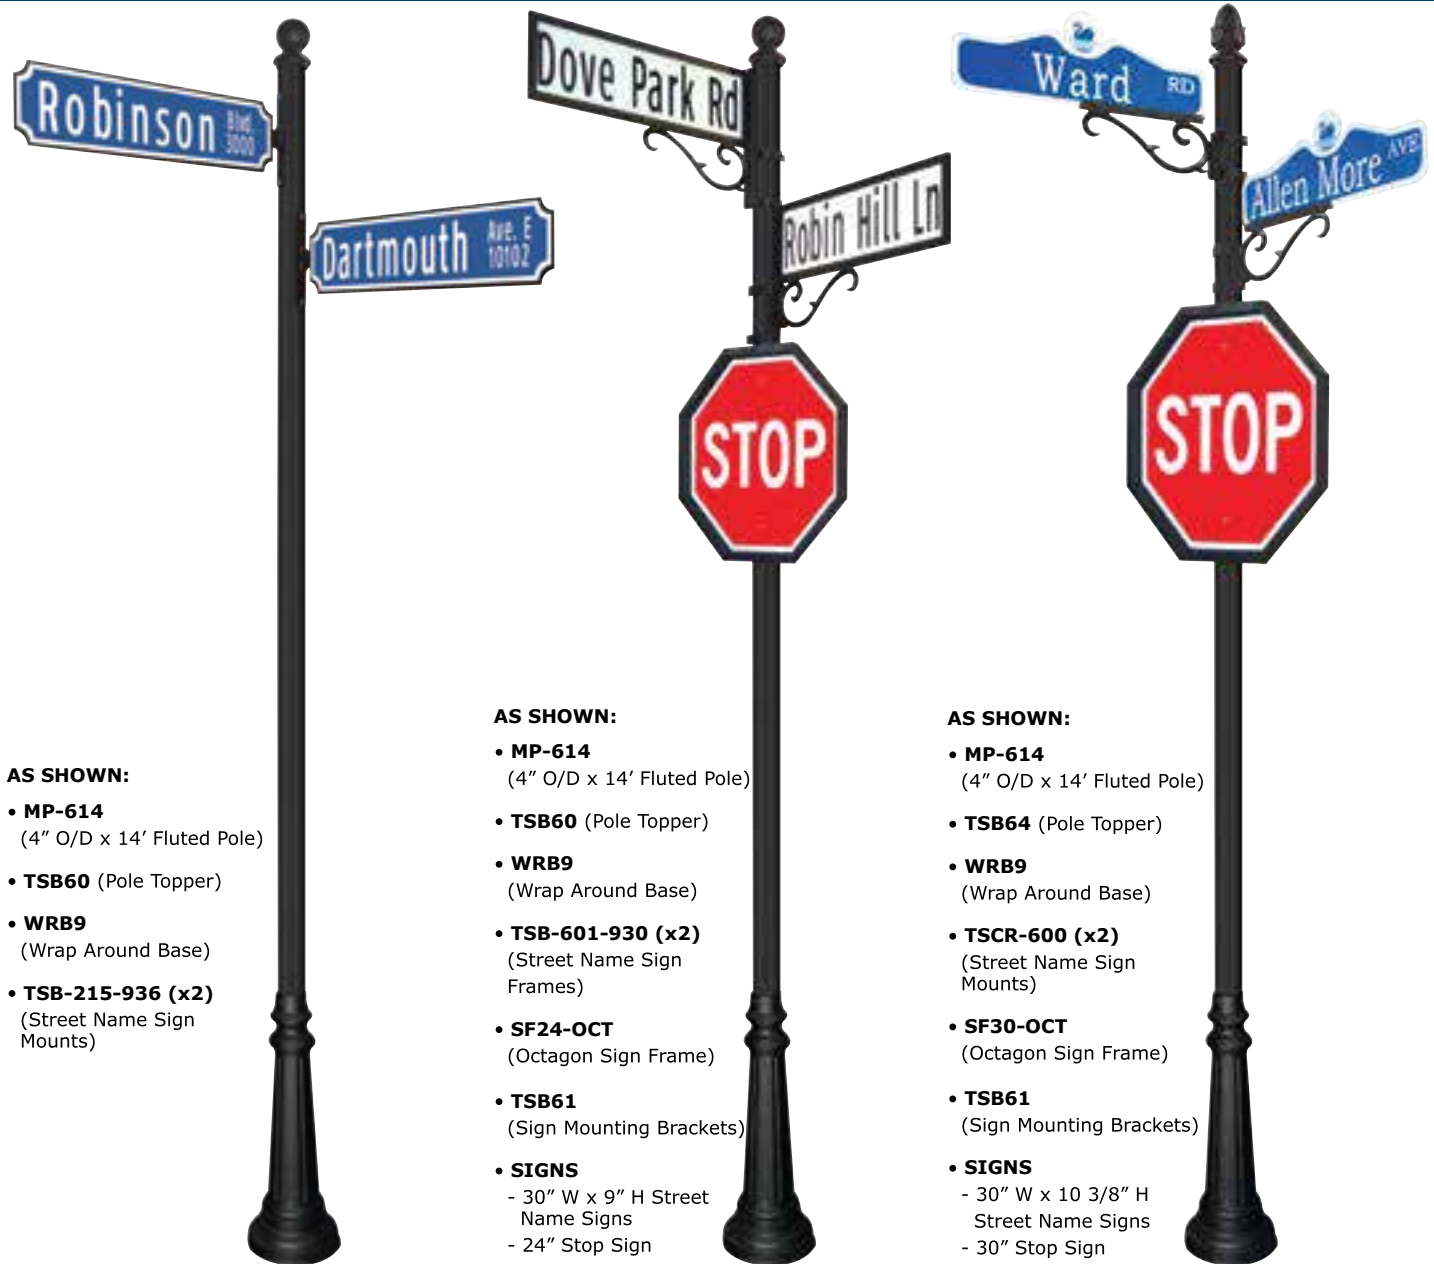 Robinson Blvd.
3000
Dartmouth Ave. E
10102
Dove Park Rd
Robin Hill Ln
STOP
Ward RD
Allen More AVE
STOP
AS SHOWN:
• MP-614
(4” O/D x 14’ Fluted Pole)
• TSB60 (Pole Topper)
• WRB9
(Wrap Around Base)
• TSB-215-936 (x2)
(Street Name Sign
Mounts)
AS SHOWN:
• MP-614
(4” O/D x 14’ Fluted Pole)
• TSB60 (Pole Topper)
• WRB9
(Wrap Around Base)
• TSB-601-930 (x2)
(Street Name Sign
Frames)
• SF24-OCT
(Octagon Sign Frame)
• TSB61
(Sign Mounting Brackets)
• SIGNS
- 30” W x 9” H Street
Name Signs
- 24” Stop Sign
AS SHOWN:
• MP-614
(4” O/D x 14’ Fluted Pole)
• TSB64 (Pole Topper)
• WRB9
(Wrap Around Base)
• TSCR-600 (x2)
(Street Name Sign
Mounts)
• SF30-OCT
(Octagon Sign Frame)
• TSB61
(Sign Mounting Brackets)
• SIGNS
- 30” W x 10 3/8” H
Street Name Signs
- 30” Stop Sign